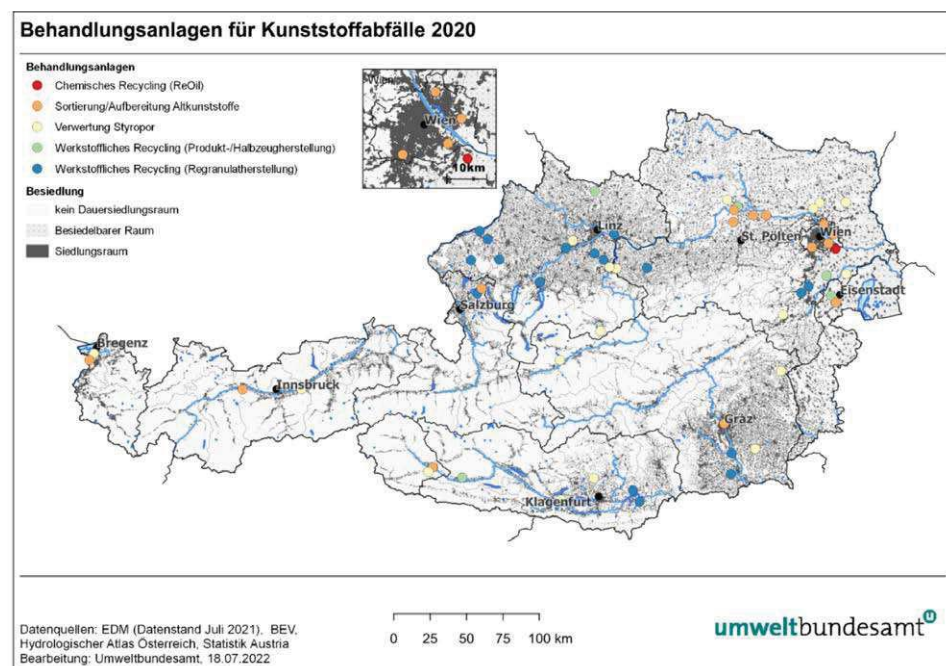 Behandlungsanlagen für Kunststoffabfälle 2020
Behandlungsanlagen
Chemisches Recycling (ReOil)
Sortierung/Aufbereitung Altkunststoffe
Verwertung Styropor
Werkstoffliches Recycling (Produkt-/Halbzeugherstellung)
Werkstoffliches Recycling (Regranulatherstellung)
Besiedlung
kein Dauersiedlungsraum
Besiedelbarer Raum
Siedlungsraum
Wien
Wien
10km
Linz
St. Pölten
Wien
Eisenstadt
Salzburg
Bregenz
Innsbruck
Graz
Klagenfurt
Datenquellen: EDM (Datenstand Juli 2021), BEV,
Hydrologischer Atlas Österreich, Statistik Austria
Bearbeitung: Umweltbundesamt, 18.07.2022
0 25 50 75 100 km
umweltbundesamt